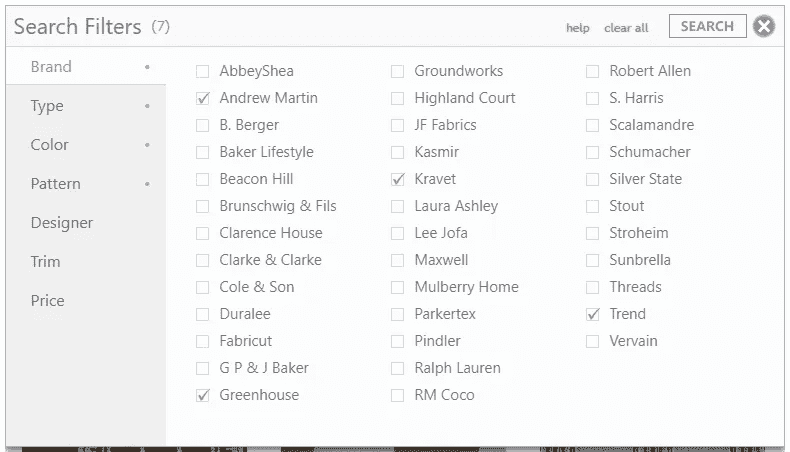 Search Filters (7)
help clear all SEARCH
Brand
Type
Color
Pattern
Designer
Trim
Price
AbbeyShea
Andrew Martin
B. Berger
Baker Lifestyle
Beacon Hill
Brunschwig & Fils
Clarence House
Clarke & Clarke
Cole & Son
Duralee
Fabricut
G P & J Baker
Greenhouse
Groundworks
Highland Court
JF Fabrics
Kasmir
Kravet
Laura Ashley
Lee Jofa
Maxwell
Mulberry Home
Parkertex
Pindler
Ralph Lauren
RM Coco
Robert Allen
S. Harris
Scalamandre
Schumacher
Silver State
Stout
Stroheim
Sunbrella
Threads
Trend
Vervain